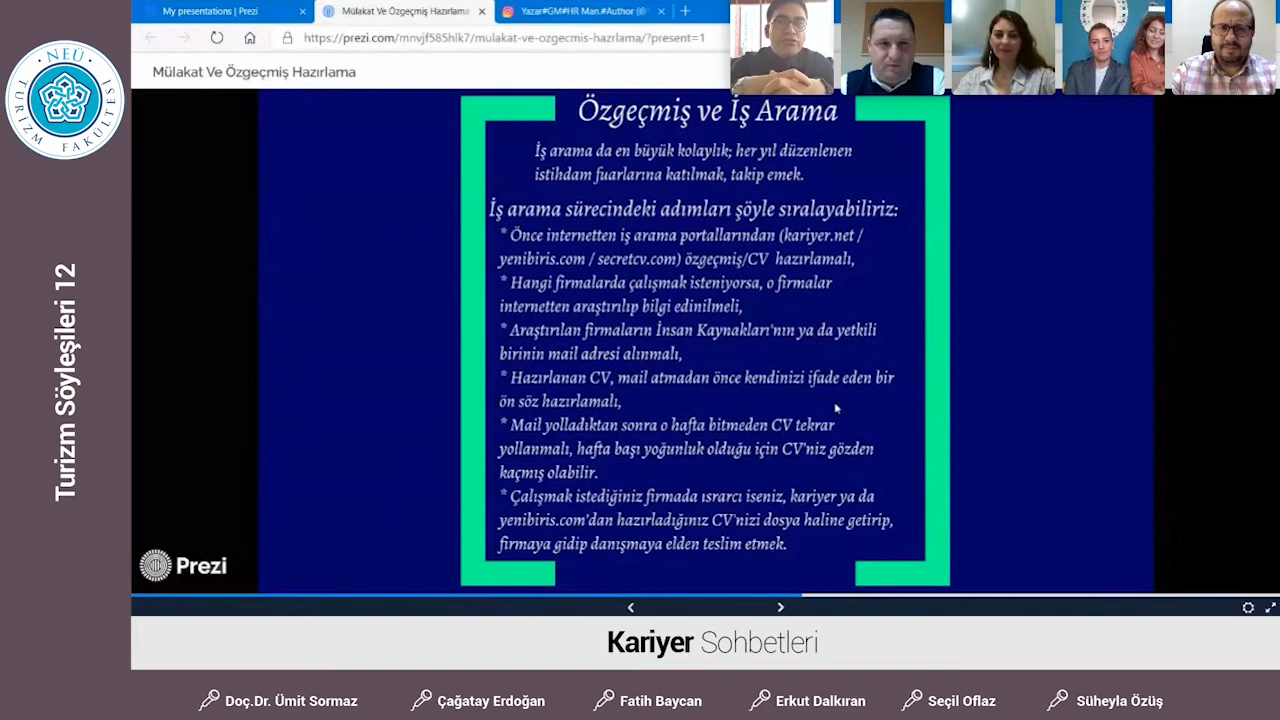 My presentations | Prezi
Mülakat Ve Özgeçmiş Hazırlama
Yazar#GM#HR Man.#Author (@
https://prezi.com/mnvjf585hlk7/mulakat-ve-ozgecmis-hazrlama/?present=1
Mülakat Ve Özgeçmiş Hazırlama
NEÜ
TURİZM FAKÜLTESİ
Turizm Söyleşileri 12
Özgeçmiş ve İş Arama
İş arama da en büyük kolaylık; her yıl düzenlenen
istihdam fuarlarına katılmak, takip emek.
İş arama sürecindeki adımları şöyle sıralayabiliriz:
* Önce internetten iş arama portallarından (kariyer.net /
yenibiris.com / secretcv.com) özgeçmiş/CV hazırlamalı,
* Hangi firmalarda çalışmak isteniyorsa, o firmalar
internetten araştırılıp bilgi edinilmeli,
* Araştırılan firmaların İnsan Kaynakları'nın ya da yetkili
birinin mail adresi alınmalı,
* Hazırlanan CV, mail atmadan önce kendinizi ifade eden bir
ön söz hazırlamalı,
* Mail yolladıktan sonra o hafta bitmeden CV tekrar
yollanmalı, hafta başı yoğunluk olduğu için CV'niz gözden
kaçmış olabilir.
* Çalışmak istediğiniz firmada ısrarcı iseniz, kariyer ya da
yenibiris.com'dan hazırladığınız CV'nizi dosya haline getirip,
firmaya gidip danışmaya elden teslim etmek.
Prezi
Kariyer Sohbetleri
Doç.Dr. Ümit Sormaz
Çağatay Erdoğan
Fatih Baycan
Erkut Dalkıran
Seçil Oflaz
Süheyla Özüş